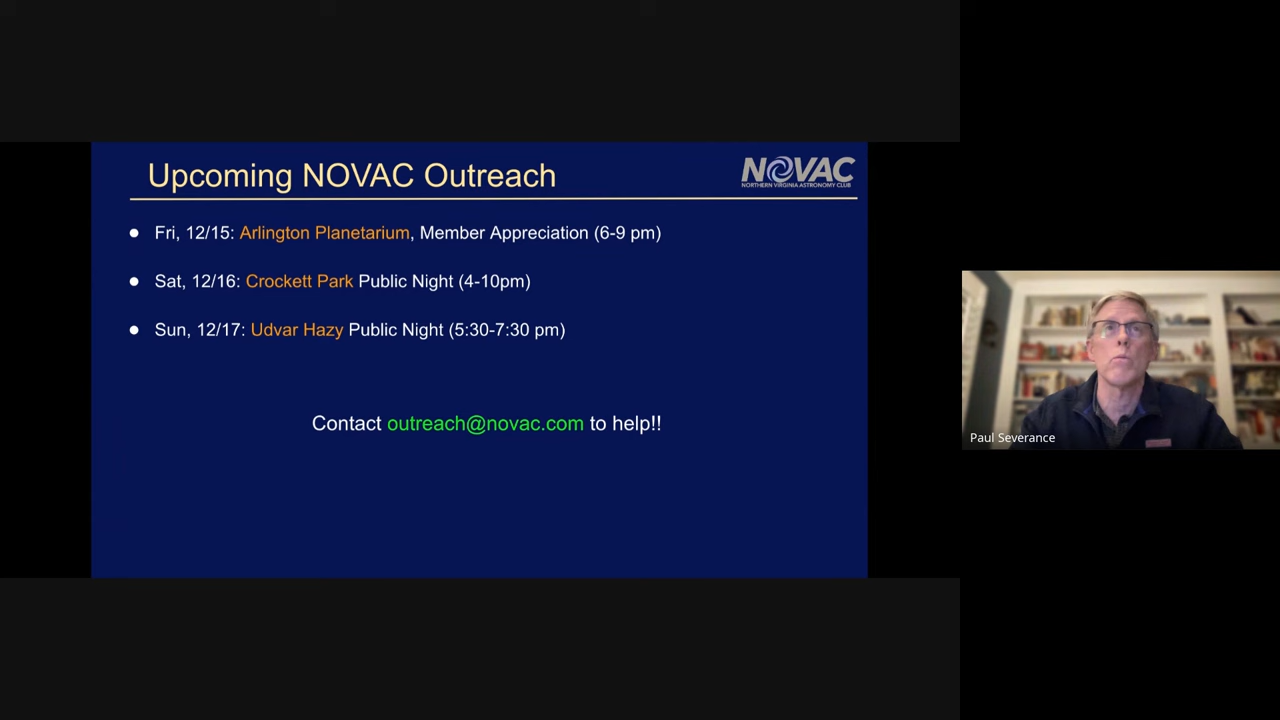 Upcoming NOVAC Outreach
NOVAC
NORTHERN VIRGINIA ASTRONOMY CLUB
● Fri, 12/15: Arlington Planetarium, Member Appreciation (6-9 pm)
● Sat, 12/16: Crockett Park Public Night (4-10pm)
● Sun, 12/17: Udvar Hazy Public Night (5:30-7:30 pm)
Contact outreach@novac.com to help!!
Paul Severance